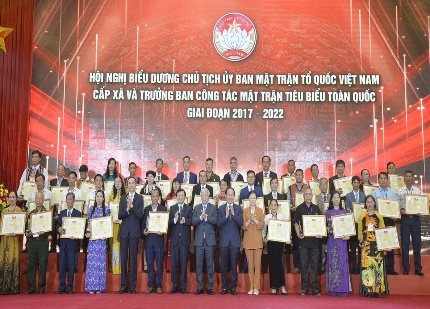 HỘI NGHỊ BIỂU DƯƠNG CHỦ TỊCH ỦY BAN MẶT TRẬN TỔ QUỐC VIỆT NAM
CẤP XÃ VÀ TRƯỞNG BAN CÔNG TÁC MẶT TRẬN TIÊU BIỂU TOÀN QUỐC
GIAI ĐOẠN 2017 - 2022